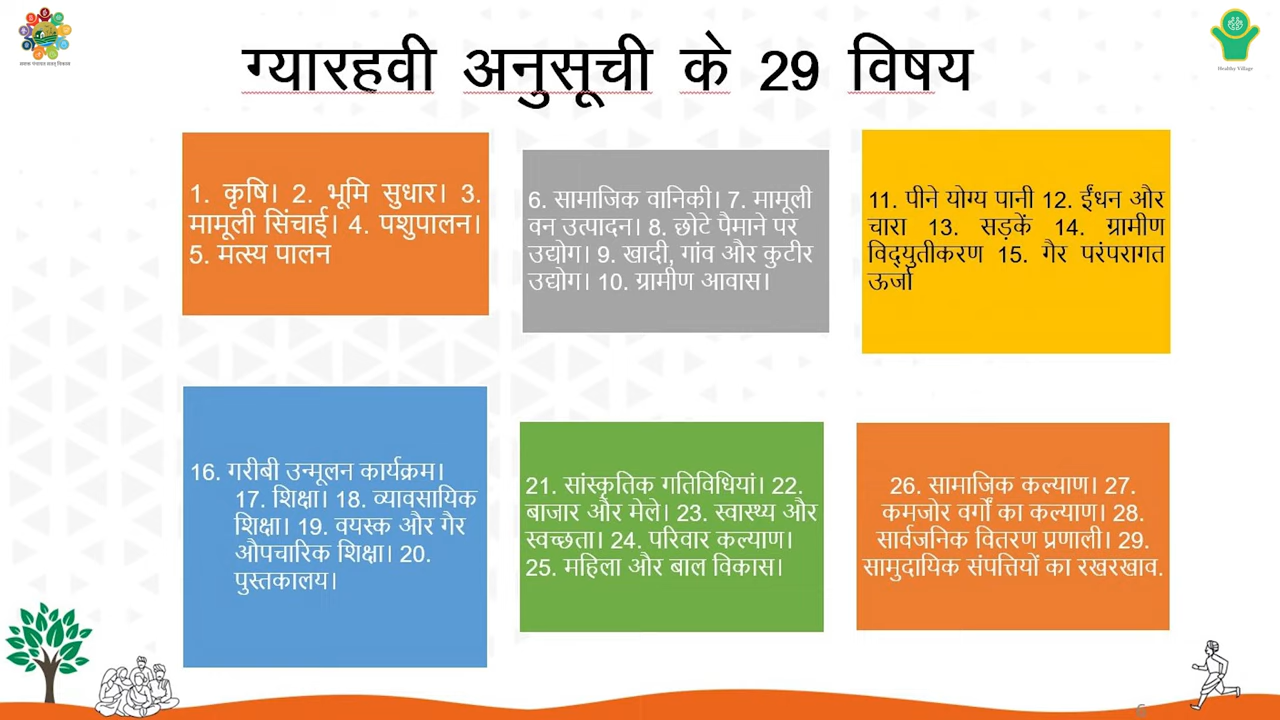 ग्यारहवी अनुसूची के 29 विषय
Healthy Village
1. कृषि। 2. भूमि सुधार। 3.
मामूली सिंचाई। 4. पशुपालन।
5. मत्स्य पालन
6. सामाजिक वानिकी। 7. मामूली
वन उत्पादन। 8. छोटे पैमाने पर
उद्योग। 9. खादी, गांव और कुटीर
उद्योग। 10. ग्रामीण आवास।
11. पीने योग्य पानी 12. ईंधन और
चारा 13. सड़कें 14. ग्रामीण
विद्युतीकरण 15. गैर परंपरागत
ऊर्जा
16. गरीबी उन्मूलन कार्यक्रम।
17. शिक्षा। 18. व्यावसायिक
शिक्षा। 19. वयस्क और गैर
औपचारिक शिक्षा। 20.
पुस्तकालय।
21. सांस्कृतिक गतिविधियां। 22.
बाजार और मेले। 23. स्वास्थ्य और
स्वच्छता। 24. परिवार कल्याण।
25. महिला और बाल विकास।
26. सामाजिक कल्याण। 27.
कमजोर वर्गों का कल्याण। 28.
सार्वजनिक वितरण प्रणाली। 29.
सामुदायिक संपत्तियों का रखरखाव.